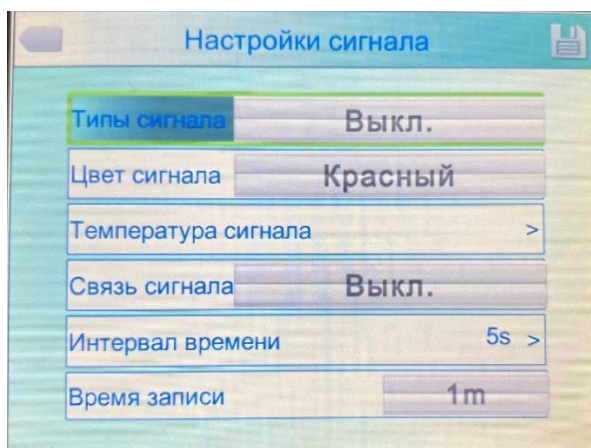 Настройки сигнала
Типы сигнала Выкл.
Цвет сигнала Красный
Температура сигнала >
Связь сигнала Выкл.
Интервал времени 5s >
Время записи 1m